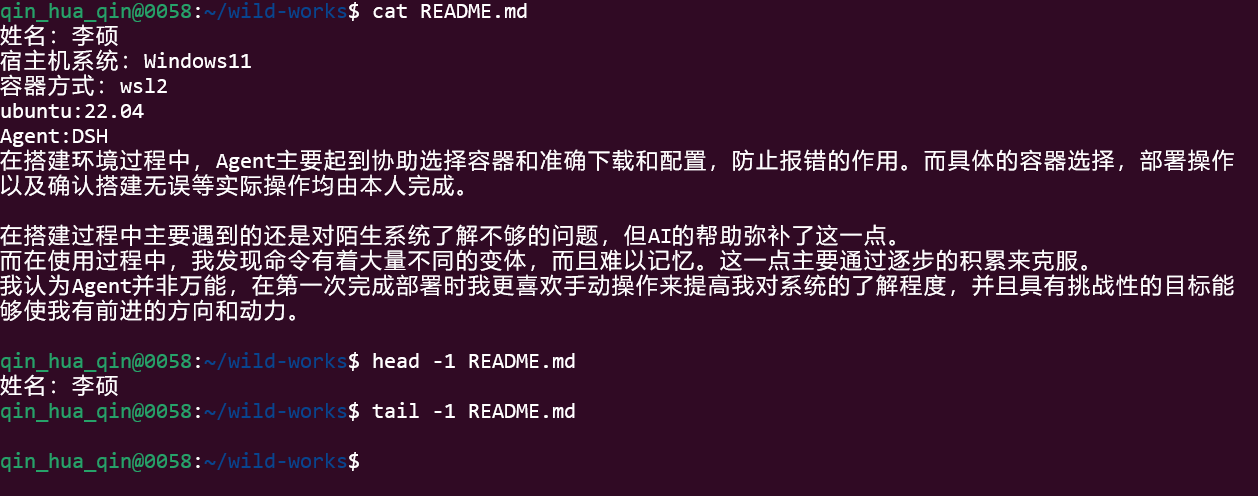 qin_hua_qin@0058:~/wild-works$ cat README.md
姓名：李硕
宿主机系统：Windows11
容器方式：wsl2
ubuntu:22.04
Agent:DSH
在搭建环境过程中，Agent主要起到协助选择容器和准确下载和配置，防止报错的作用。而具体的容器选择，部署操作
以及确认搭建无误等实际操作均由本人完成。
在搭建过程中主要遇到的还是对陌生系统了解不够的问题，但AI的帮助弥补了这一点。
而在使用过程中，我发现命令有着大量不同的变体，而且难以记忆。这一点主要通过逐步的积累来克服。
我认为Agent并非万能，在第一次完成部署时我更喜欢手动操作来提高我对系统的了解程度，并且具有挑战性的目标能
够使我有前进的方向和动力。
qin_hua_qin@0058:~/wild-works$ head -1 README.md
姓名：李硕
qin_hua_qin@0058:~/wild-works$ tail -1 README.md
qin_hua_qin@0058:~/wild-works$